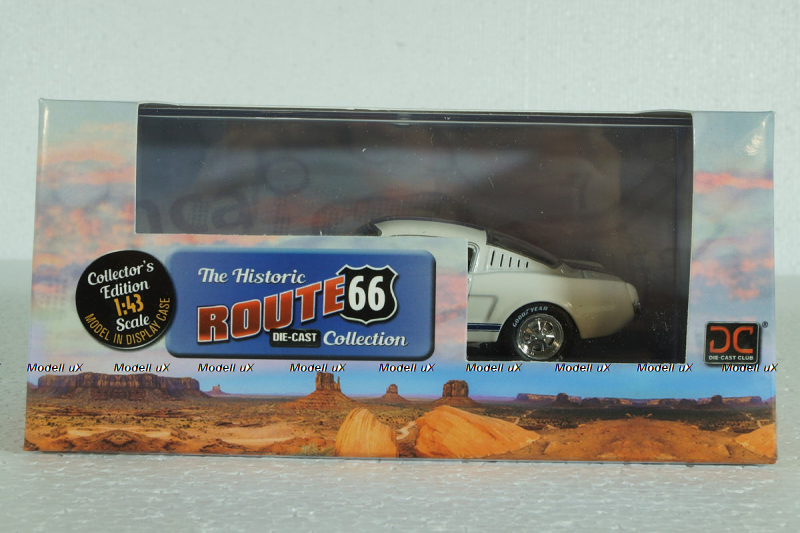 Collector's
Edition
1:43
Scale
MODEL IN DISPLAY CASE
The Historic
ROUTE 66
DIE-CAST Collection
GOODYEAR
DC ®
DIE-CAST CLUB
Modell uX Modell uX Modell uX Modell uX Modell uX Modell uX Modell uX Modell uX Modell uX